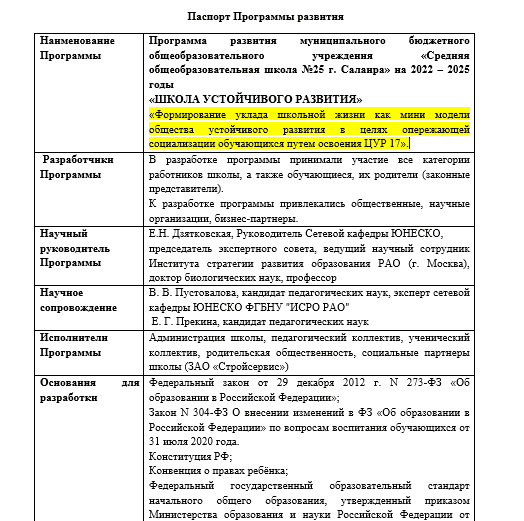 Паспорт Программы развития
Наименование Программы
Программа развития муниципального бюджетного
общеобразовательного учреждения «Средняя
общеобразовательная школа №25 г. Салаира» на 2022 – 2025
годы
«ШКОЛА УСТОЙЧИВОГО РАЗВИТИЯ»
«Формирование уклада школьной жизни как мини модели
общества устойчивого развития в целях опережающей
социализации обучающихся путем освоения ЦУР 17».
Разработчики
Программы
В разработке программы принимали участие все категории
работников школы, а также обучающиеся, их родители (законные
представители).
К разработке программы привлекались общественные, научные
организации, бизнес-партнеры.
Научный
руководитель
Программы
Е.Н. Дзятковская, Руководитель Сетевой кафедры ЮНЕСКО,
председатель экспертного совета, ведущий научный сотрудник
Института стратегии развития образования РАО (г. Москва),
доктор биологических наук, профессор
Научное
сопровождение
В. В. Пустовалова, кандидат педагогических наук, эксперт сетевой
кафедры ЮНЕСКО ФГБНУ "ИСРО РАО"
Е. Г. Прекина, кандидат педагогических наук
Исполнители
Программы
Администрация школы, педагогический коллектив, ученический
коллектив, родительская общественность, социальные партнеры
школы (ЗАО «Стройсервис»)
Основания для
разработки
Федеральный закон от 29 декабря 2012 г. N 273-ФЗ «Об
образовании в Российской Федерации»;
Закон N 304-ФЗ О внесении изменений в ФЗ «Об образовании в
Российской Федерации» по вопросам воспитания обучающихся от
31 июля 2020 года.
Конституция РФ;
Конвенция о правах ребёнка;
Федеральный государственный образовательный стандарт
начального общего образования, утвержденный приказом
Министерства образования и науки Российской Федерации от